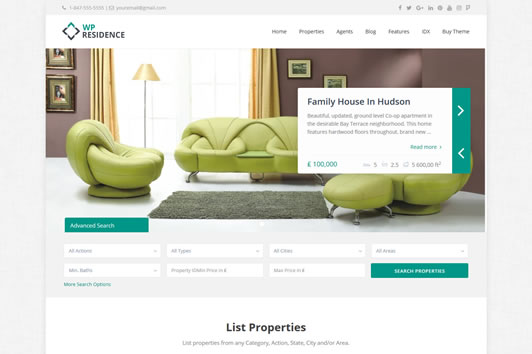 1-847-555-5555 | youremail@gmail.com
WP
RESIDENCE
Home Properties Agents Blog Features IDX Buy Theme
Family House In Hudson
Beautiful, updated, ground level Co-op apartment in
the desirable Bay Terrace neighborhood. This home
features hardwood floors throughout, brand new ...
Read more
£ 100,000 5 2.5 5 600,00 ft²
Advanced Search
All Actions All Types All Cities All Areas
Min. Baths Max Price in £ SEARCH PROPERTIES
More Search Options
List Properties
List properties from any Category, Action, State, City and/or Area.